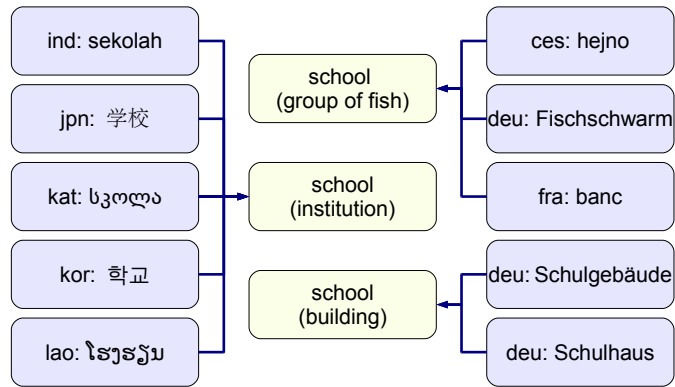 ind: sekolah
jpn: 学校
kat: სკოლა
kor: 학교
lao: ໂຮງຮຽນ
school
(group of fish)
school
(institution)
school
(building)
ces: hejno
deu: Fischschwarm
fra: banc
deu: Schulgebäude
deu: Schulhaus